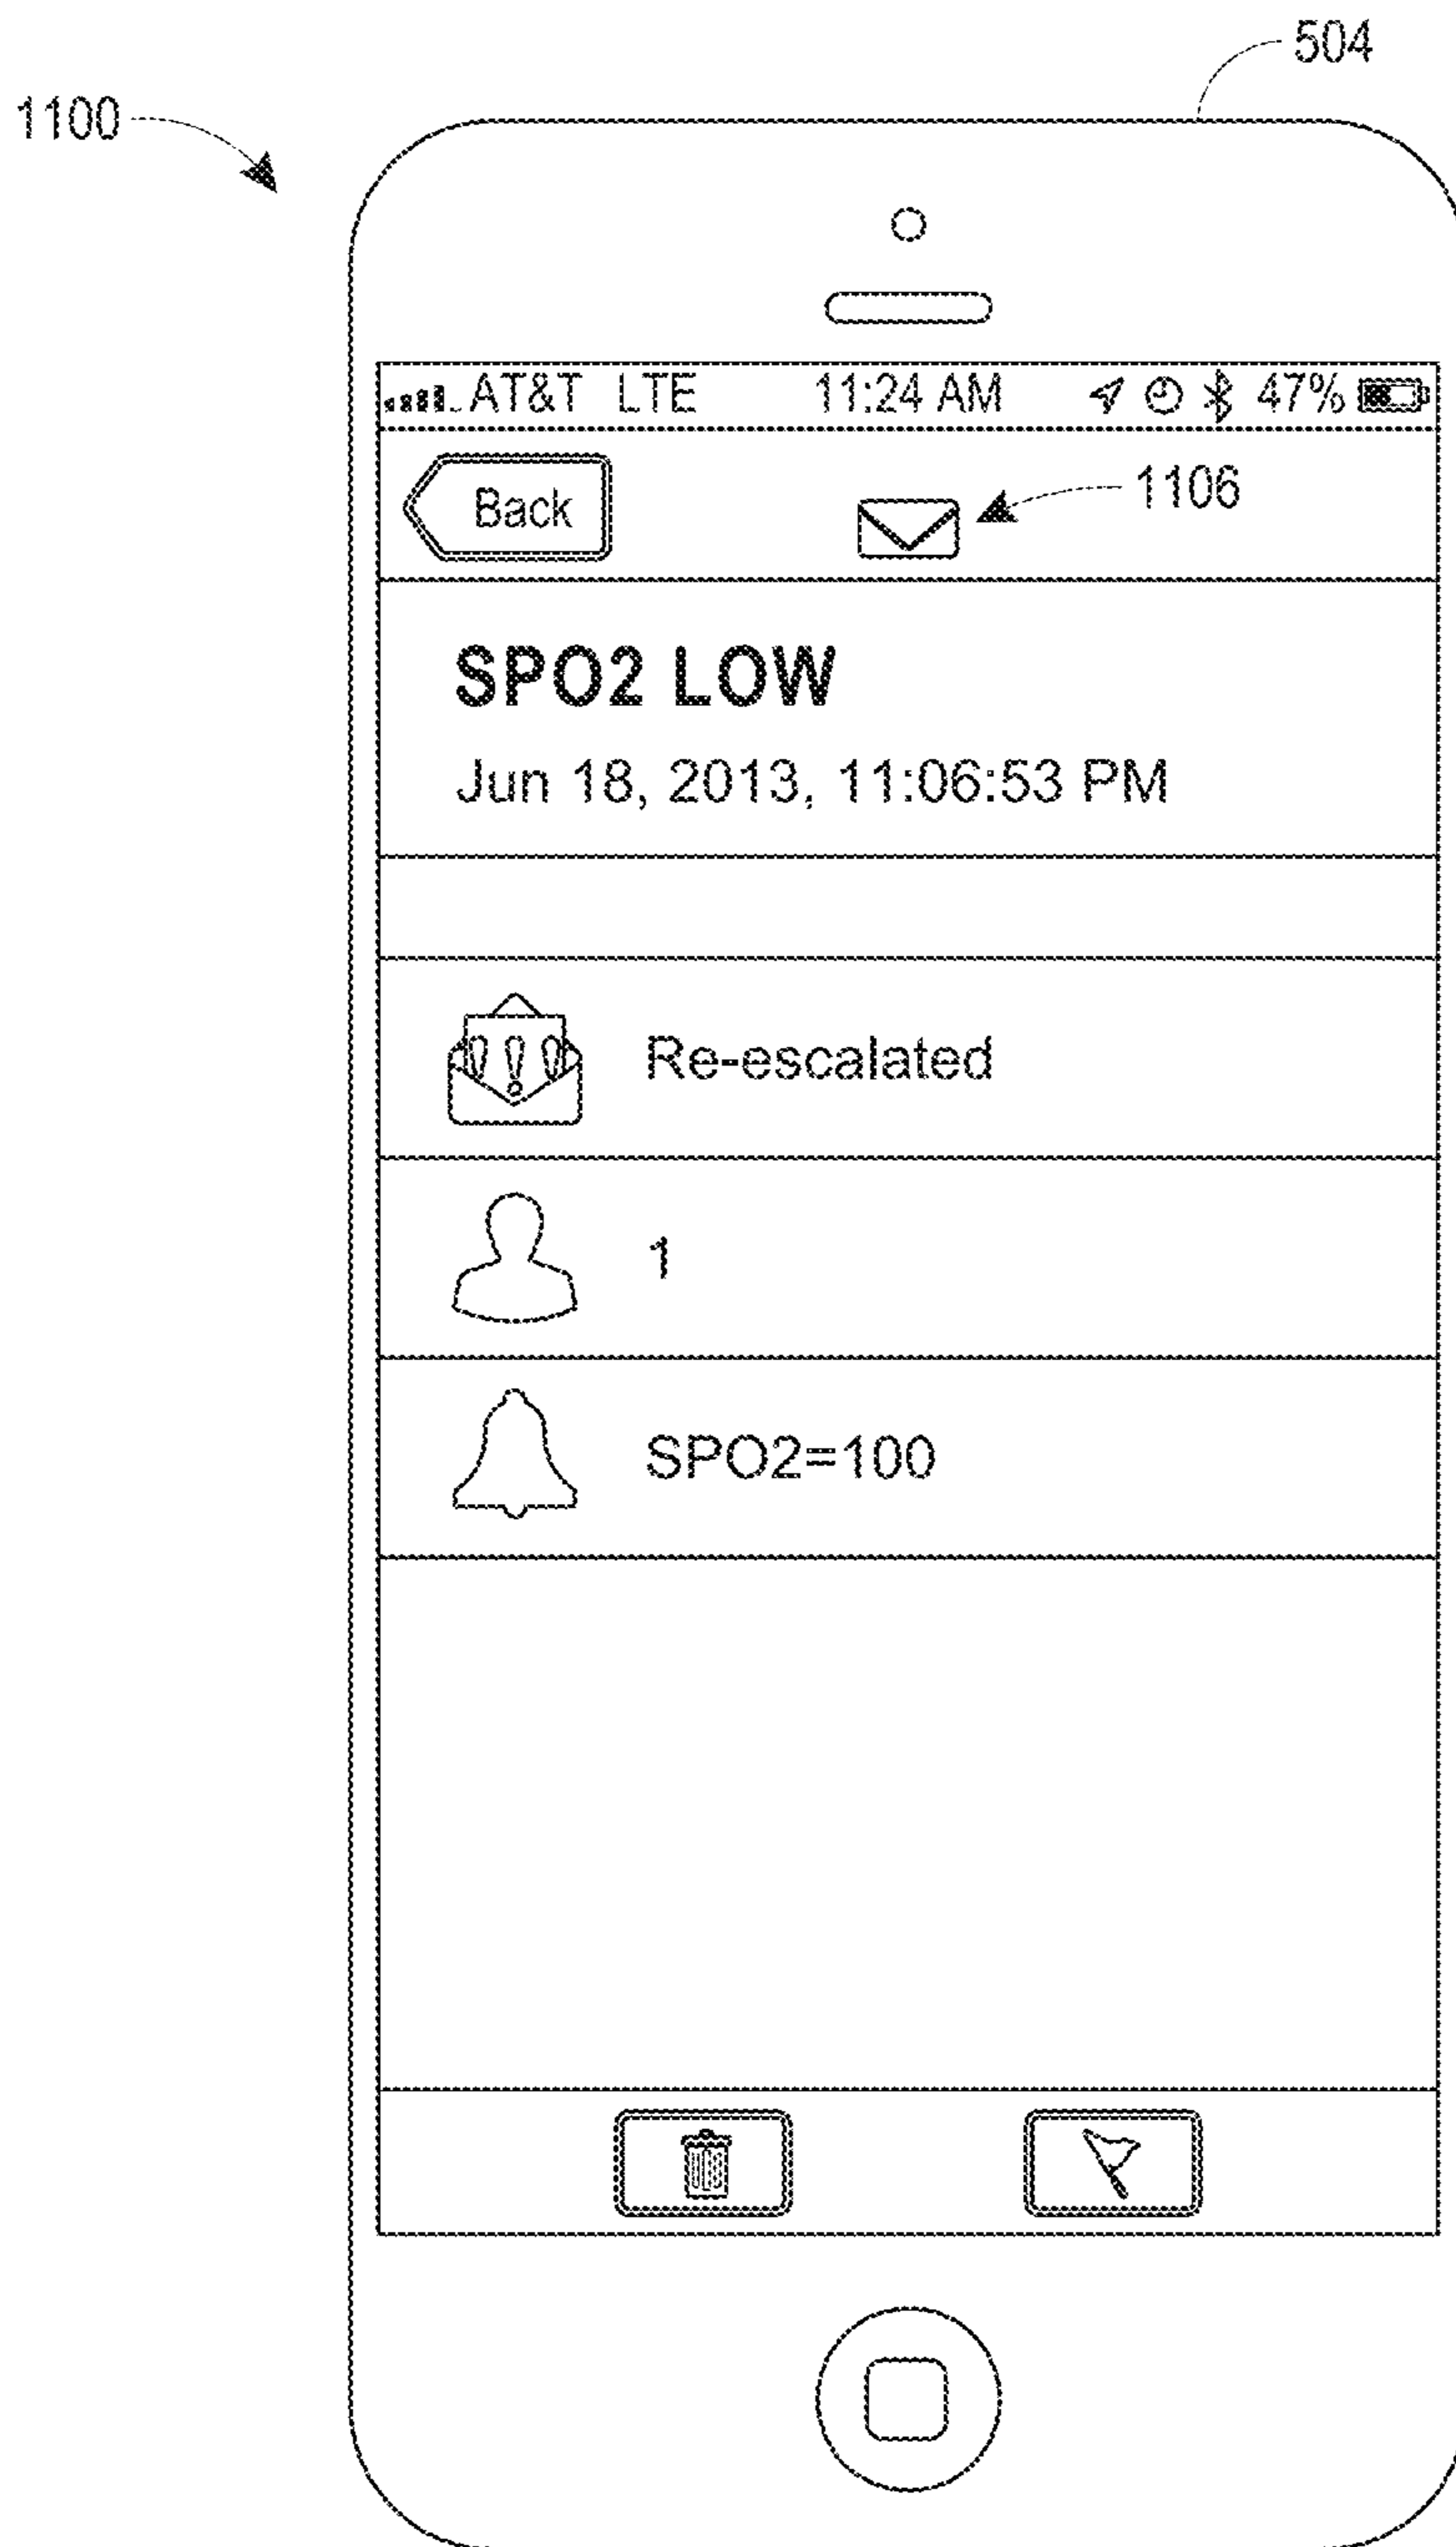 504
1100
AT&T LTE 11:24 AM 47%
Back
1106
SPO2 LOW
Jun 18, 2013, 11:06:53 PM
! ! !
Re-escalated
1
SPO2=100